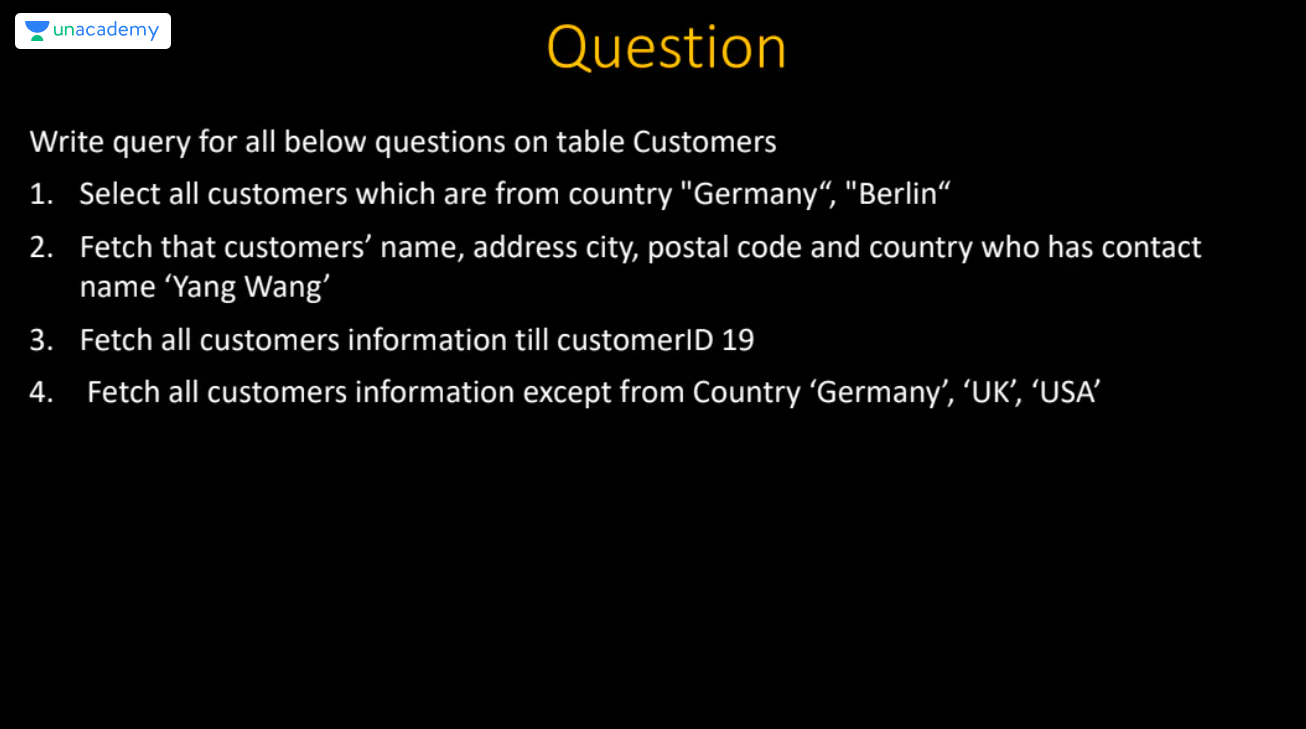 unacademy
Question
Write query for all below questions on table Customers
1. Select all customers which are from country "Germany“, "Berlin“
2. Fetch that customers’ name, address city, postal code and country who has contact
name ‘Yang Wang’
3. Fetch all customers information till customerID 19
4. Fetch all customers information except from Country ‘Germany’, ‘UK’, ‘USA’